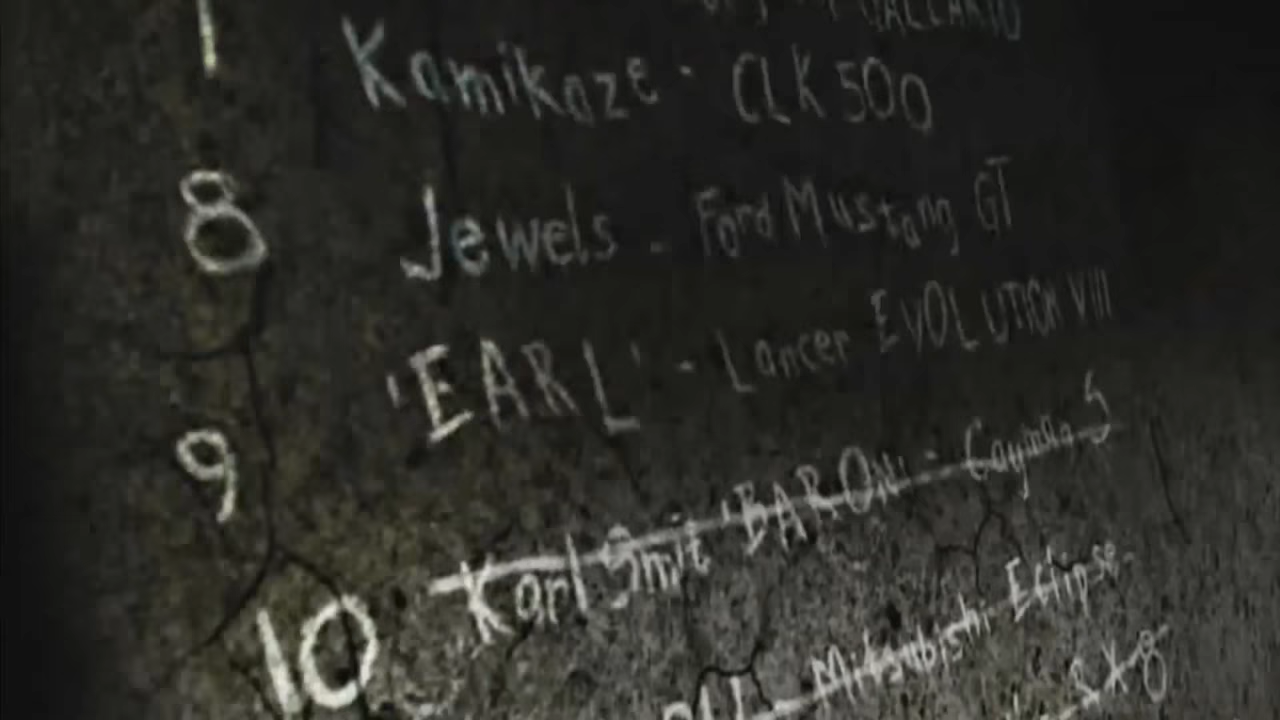 GALLARDO
Kamikaze - CLK 500
8 Jewels - Ford Mustang GT
9 'EARL' - Lancer EVOLUTION VIII
10 Karl Smit 'BARON' - Cayman S
Mitsubishi Eclipse